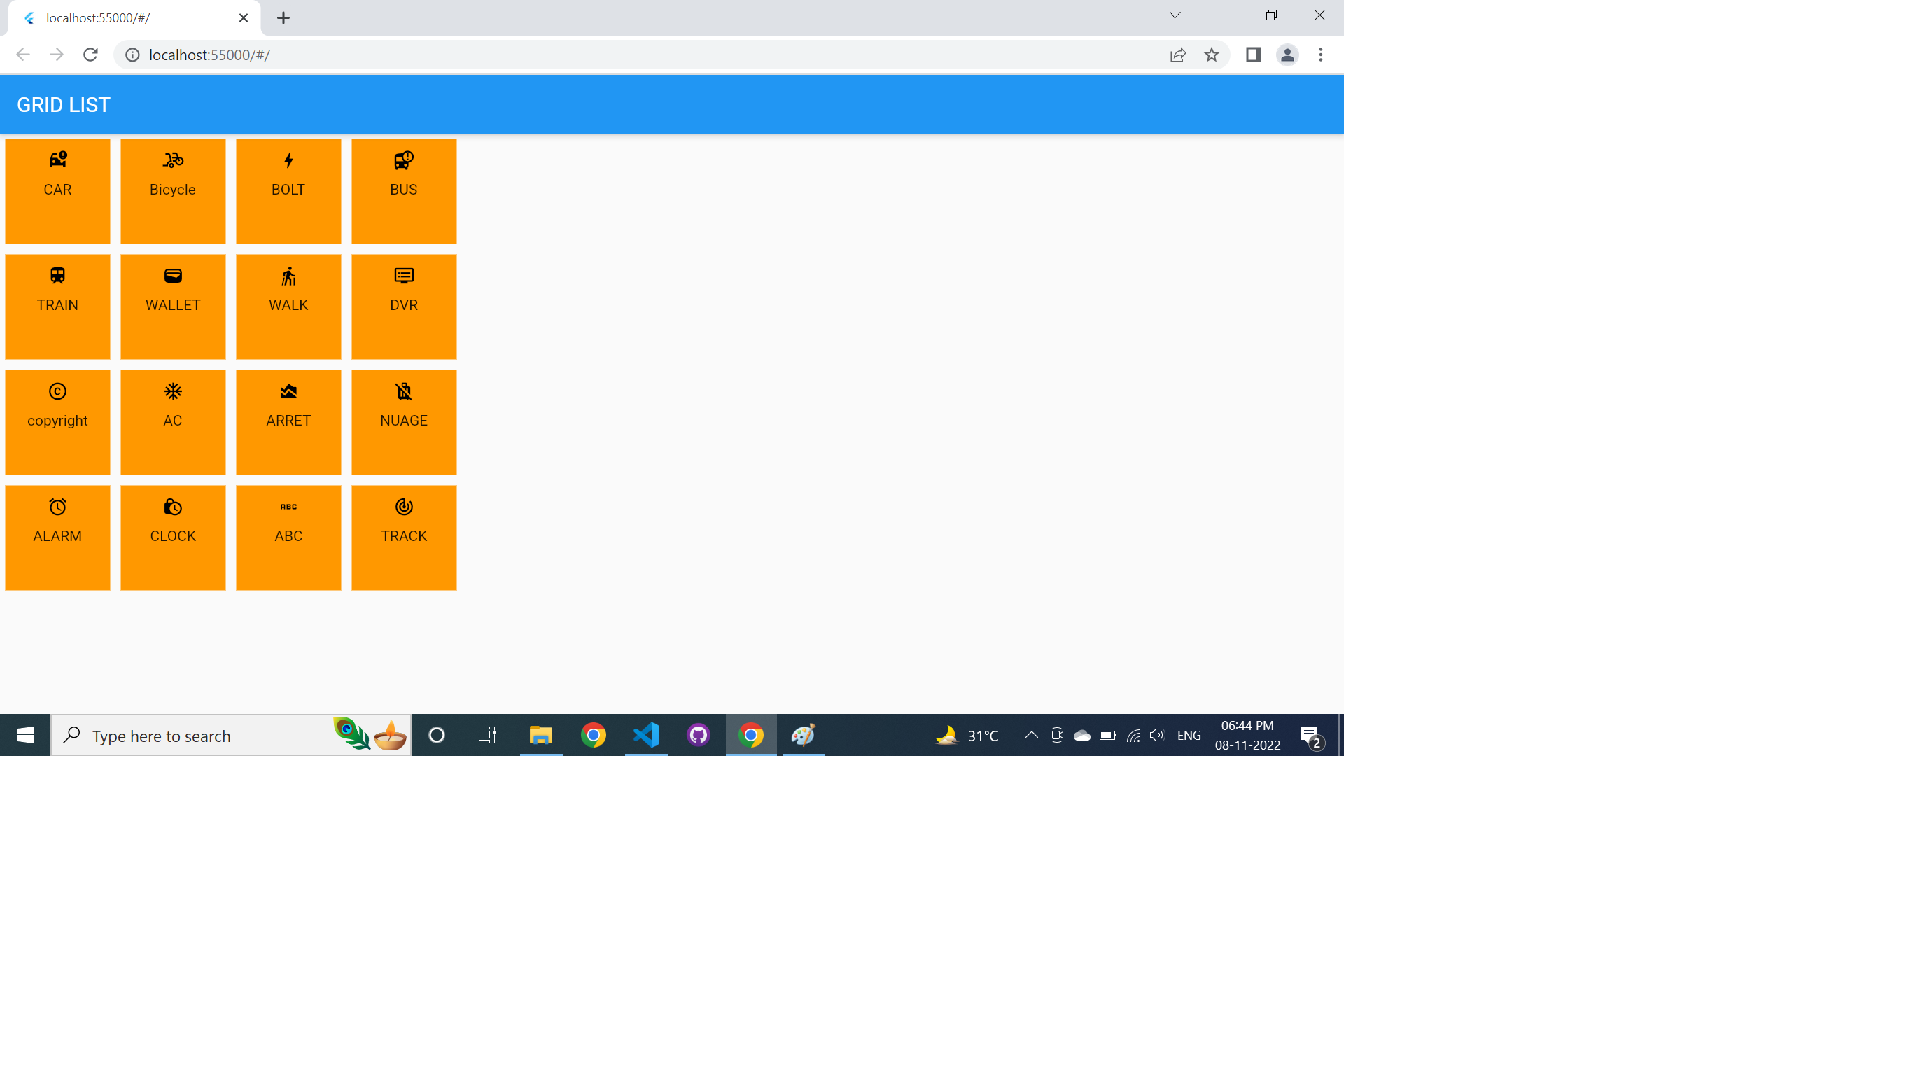 localhost:55000/#/
localhost:55000/#/
GRID LIST
CAR Bicycle BOLT BUS
TRAIN WALLET WALK DVR
copyright AC ARRET NUAGE
ALARM CLOCK ABC ABC TRACK
Type here to search
31°C
ENG
06:44 PM
08-11-2022
2